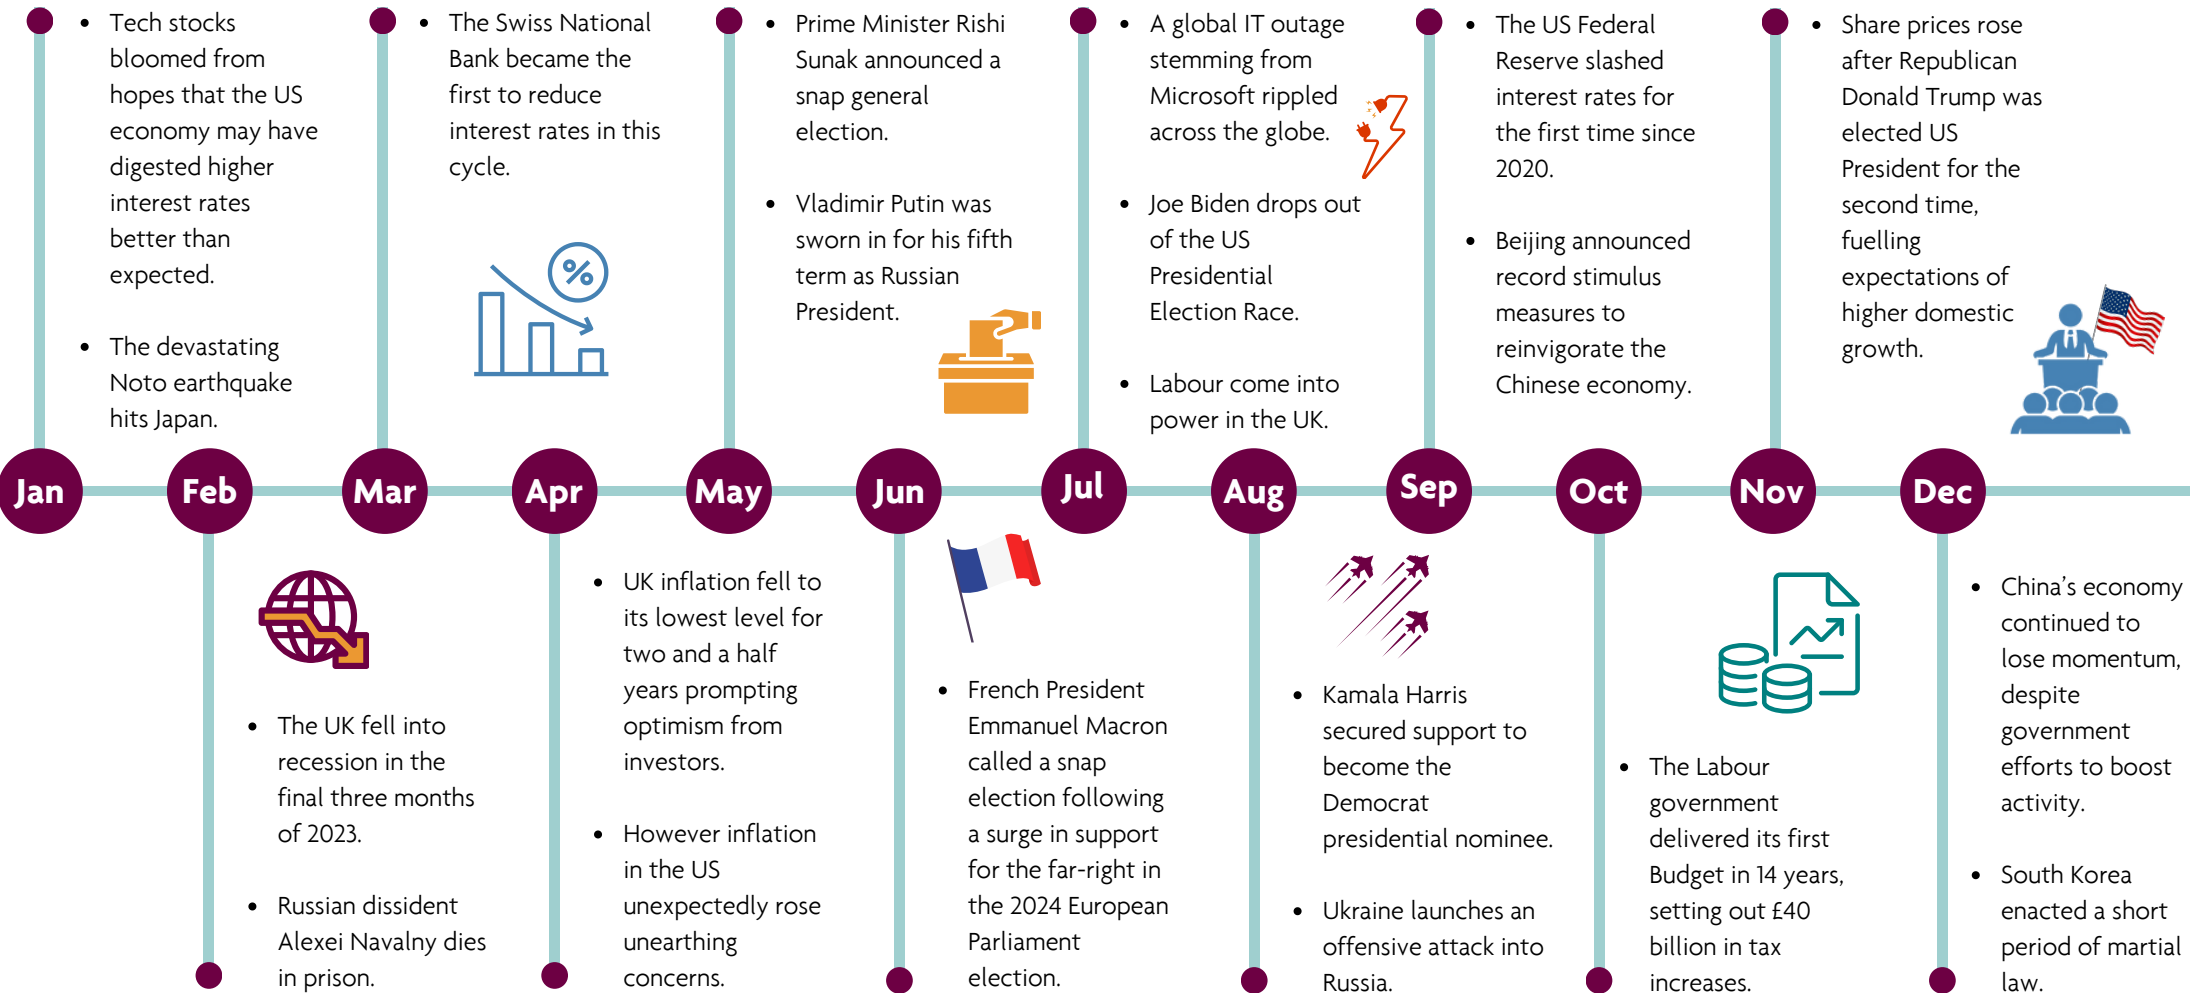 Tech stocks
bloomed from
hopes that the US
economy may have
digested higher
interest rates
better than
expected.
The devastating
Noto earthquake
hits Japan.
The Swiss National
Bank became the
first to reduce
interest rates in this
cycle.
%
Prime Minister Rishi
Sunak announced a
snap general
election.
Vladimir Putin was
sworn in for his fifth
term as Russian
President.
A global IT outage
stemming from
Microsoft rippled
across the globe.
Joe Biden drops out
of the US
Presidential
Election Race.
Labour come into
power in the UK.
The US Federal
Reserve slashed
interest rates for
the first time since
2020.
Beijing announced
record stimulus
measures to
reinvigorate the
Chinese economy.
Share prices rose
after Republican
Donald Trump was
elected US
President for the
second time,
fuelling
expectations of
higher domestic
growth.
Jan
Feb
Mar
Apr
May
Jun
Jul
Aug
Sep
Oct
Nov
Dec
The UK fell into
recession in the
final three months
of 2023.
Russian dissident
Alexei Navalny dies
in prison.
UK inflation fell to
its lowest level for
two and a half
years prompting
optimism from
investors.
However inflation
in the US
unexpectedly rose
unearthing
concerns.
French President
Emmanuel Macron
called a snap
election following
a surge in support
for the far-right in
the 2024 European
Parliament
election.
Kamala Harris
secured support to
become the
Democrat
presidential nominee.
Ukraine launches an
offensive attack into
Russia.
The Labour
government
delivered its first
Budget in 14 years,
setting out £40
billion in tax
increases.
China’s economy
continued to
lose momentum,
despite
government
efforts to boost
activity.
South Korea
enacted a short
period of martial
law.